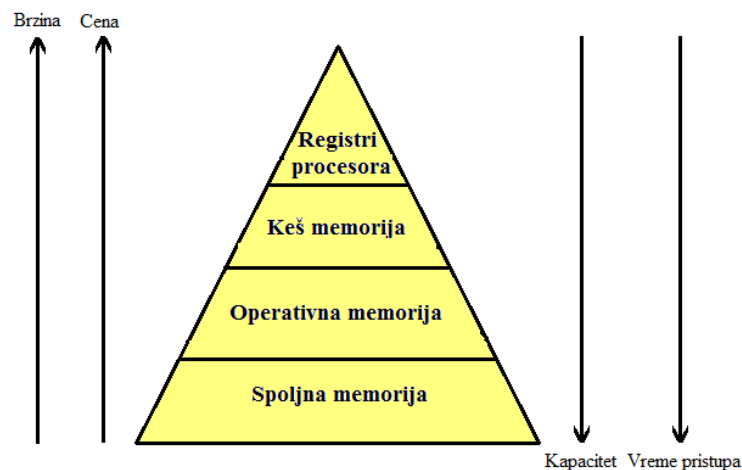 Brzina
Cena
Registri
procesora
Keš memorija
Operativna memorija
Spoljna memorija
Kapacitet
Vreme pristupa